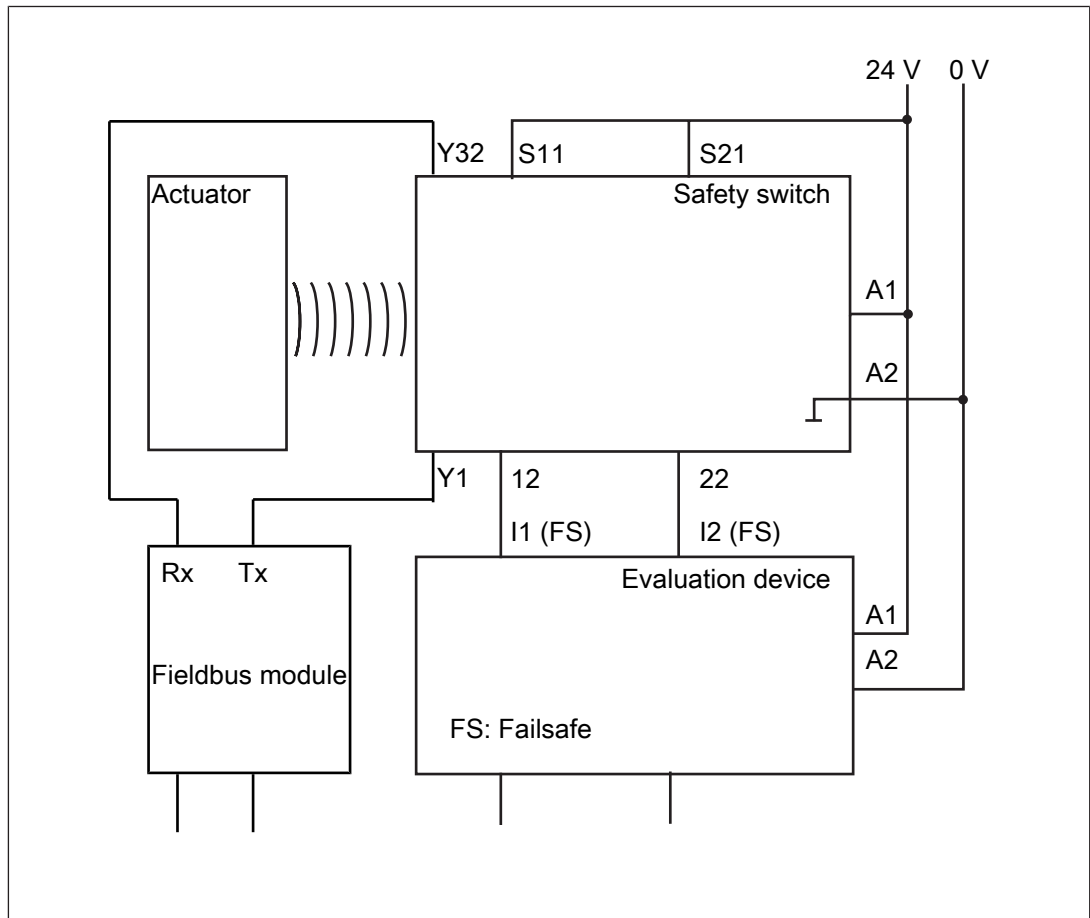 24 V 0 V
Y32 S11 S21
Actuator
Safety switch
A1
A2
Y1 12 22
I1 (FS) I2 (FS)
Rx Tx
Evaluation device
A1
A2
Fieldbus module
FS: Failsafe